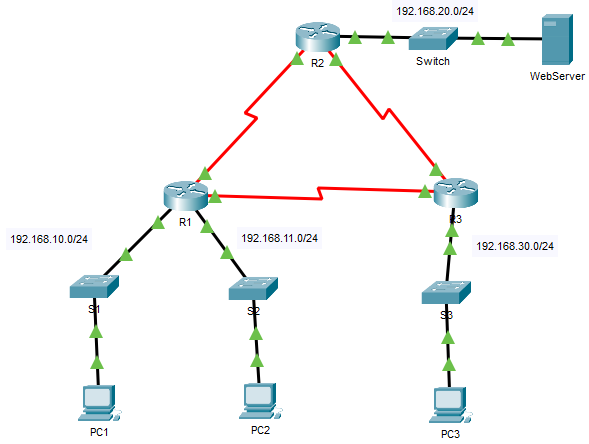 192.168.20.0/24
R2
Switch
WebServer
R1
R3
192.168.10.0/24
192.168.11.0/24
192.168.30.0/24
S1
S2
S3
PC1
PC2
PC3